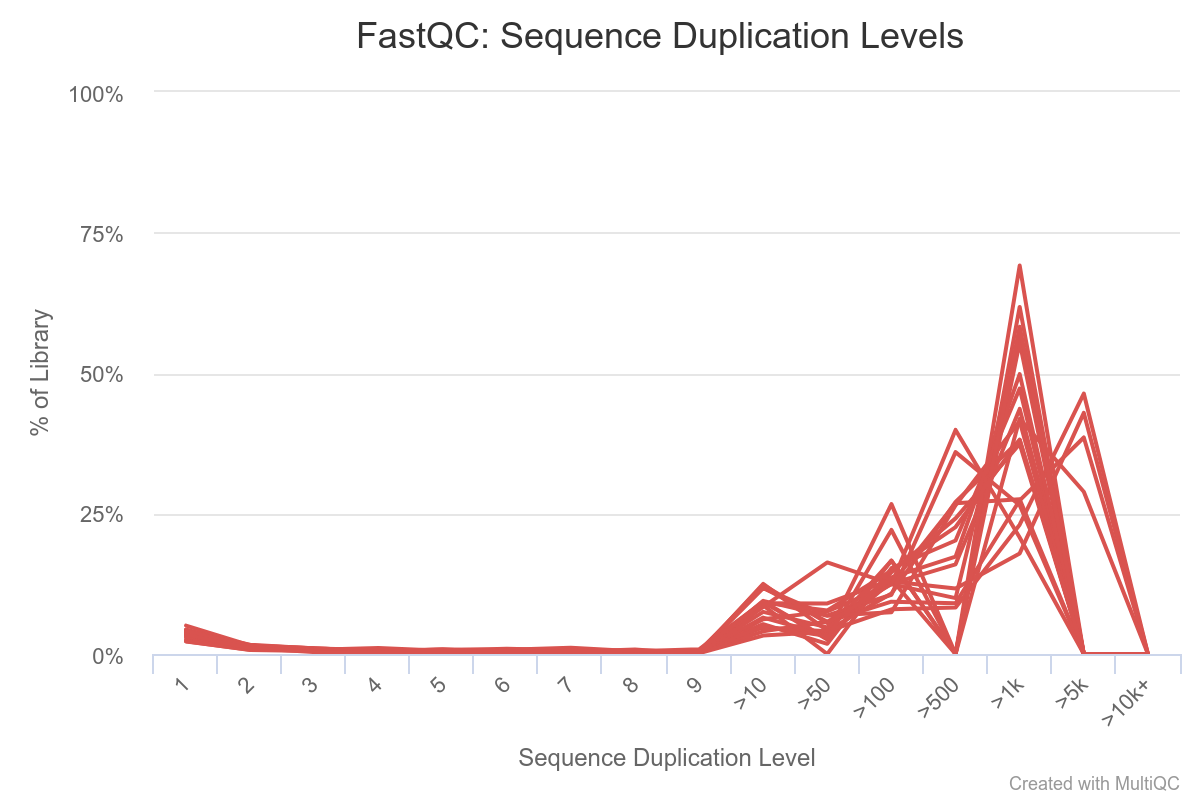 FastQC: Sequence Duplication Levels
100%
75%
50%
25%
0%
% of Library
1
2
3
4
5
6
7
8
9
>10
>50
>100
>500
>1k
>5k
>10k+
Sequence Duplication Level
Created with MultiQC